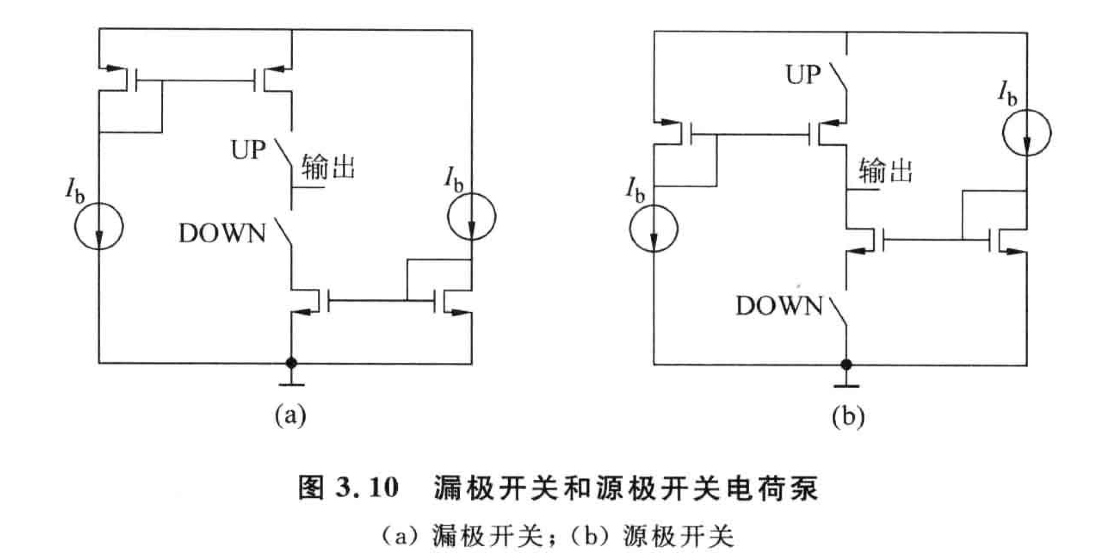 UP
输出
I_b
I_b
DOWN
(a)
UP
I_b
输出
I_b
DOWN
(b)
图 3.10 漏极开关和源极开关电荷泵
(a) 漏极开关; (b) 源极开关